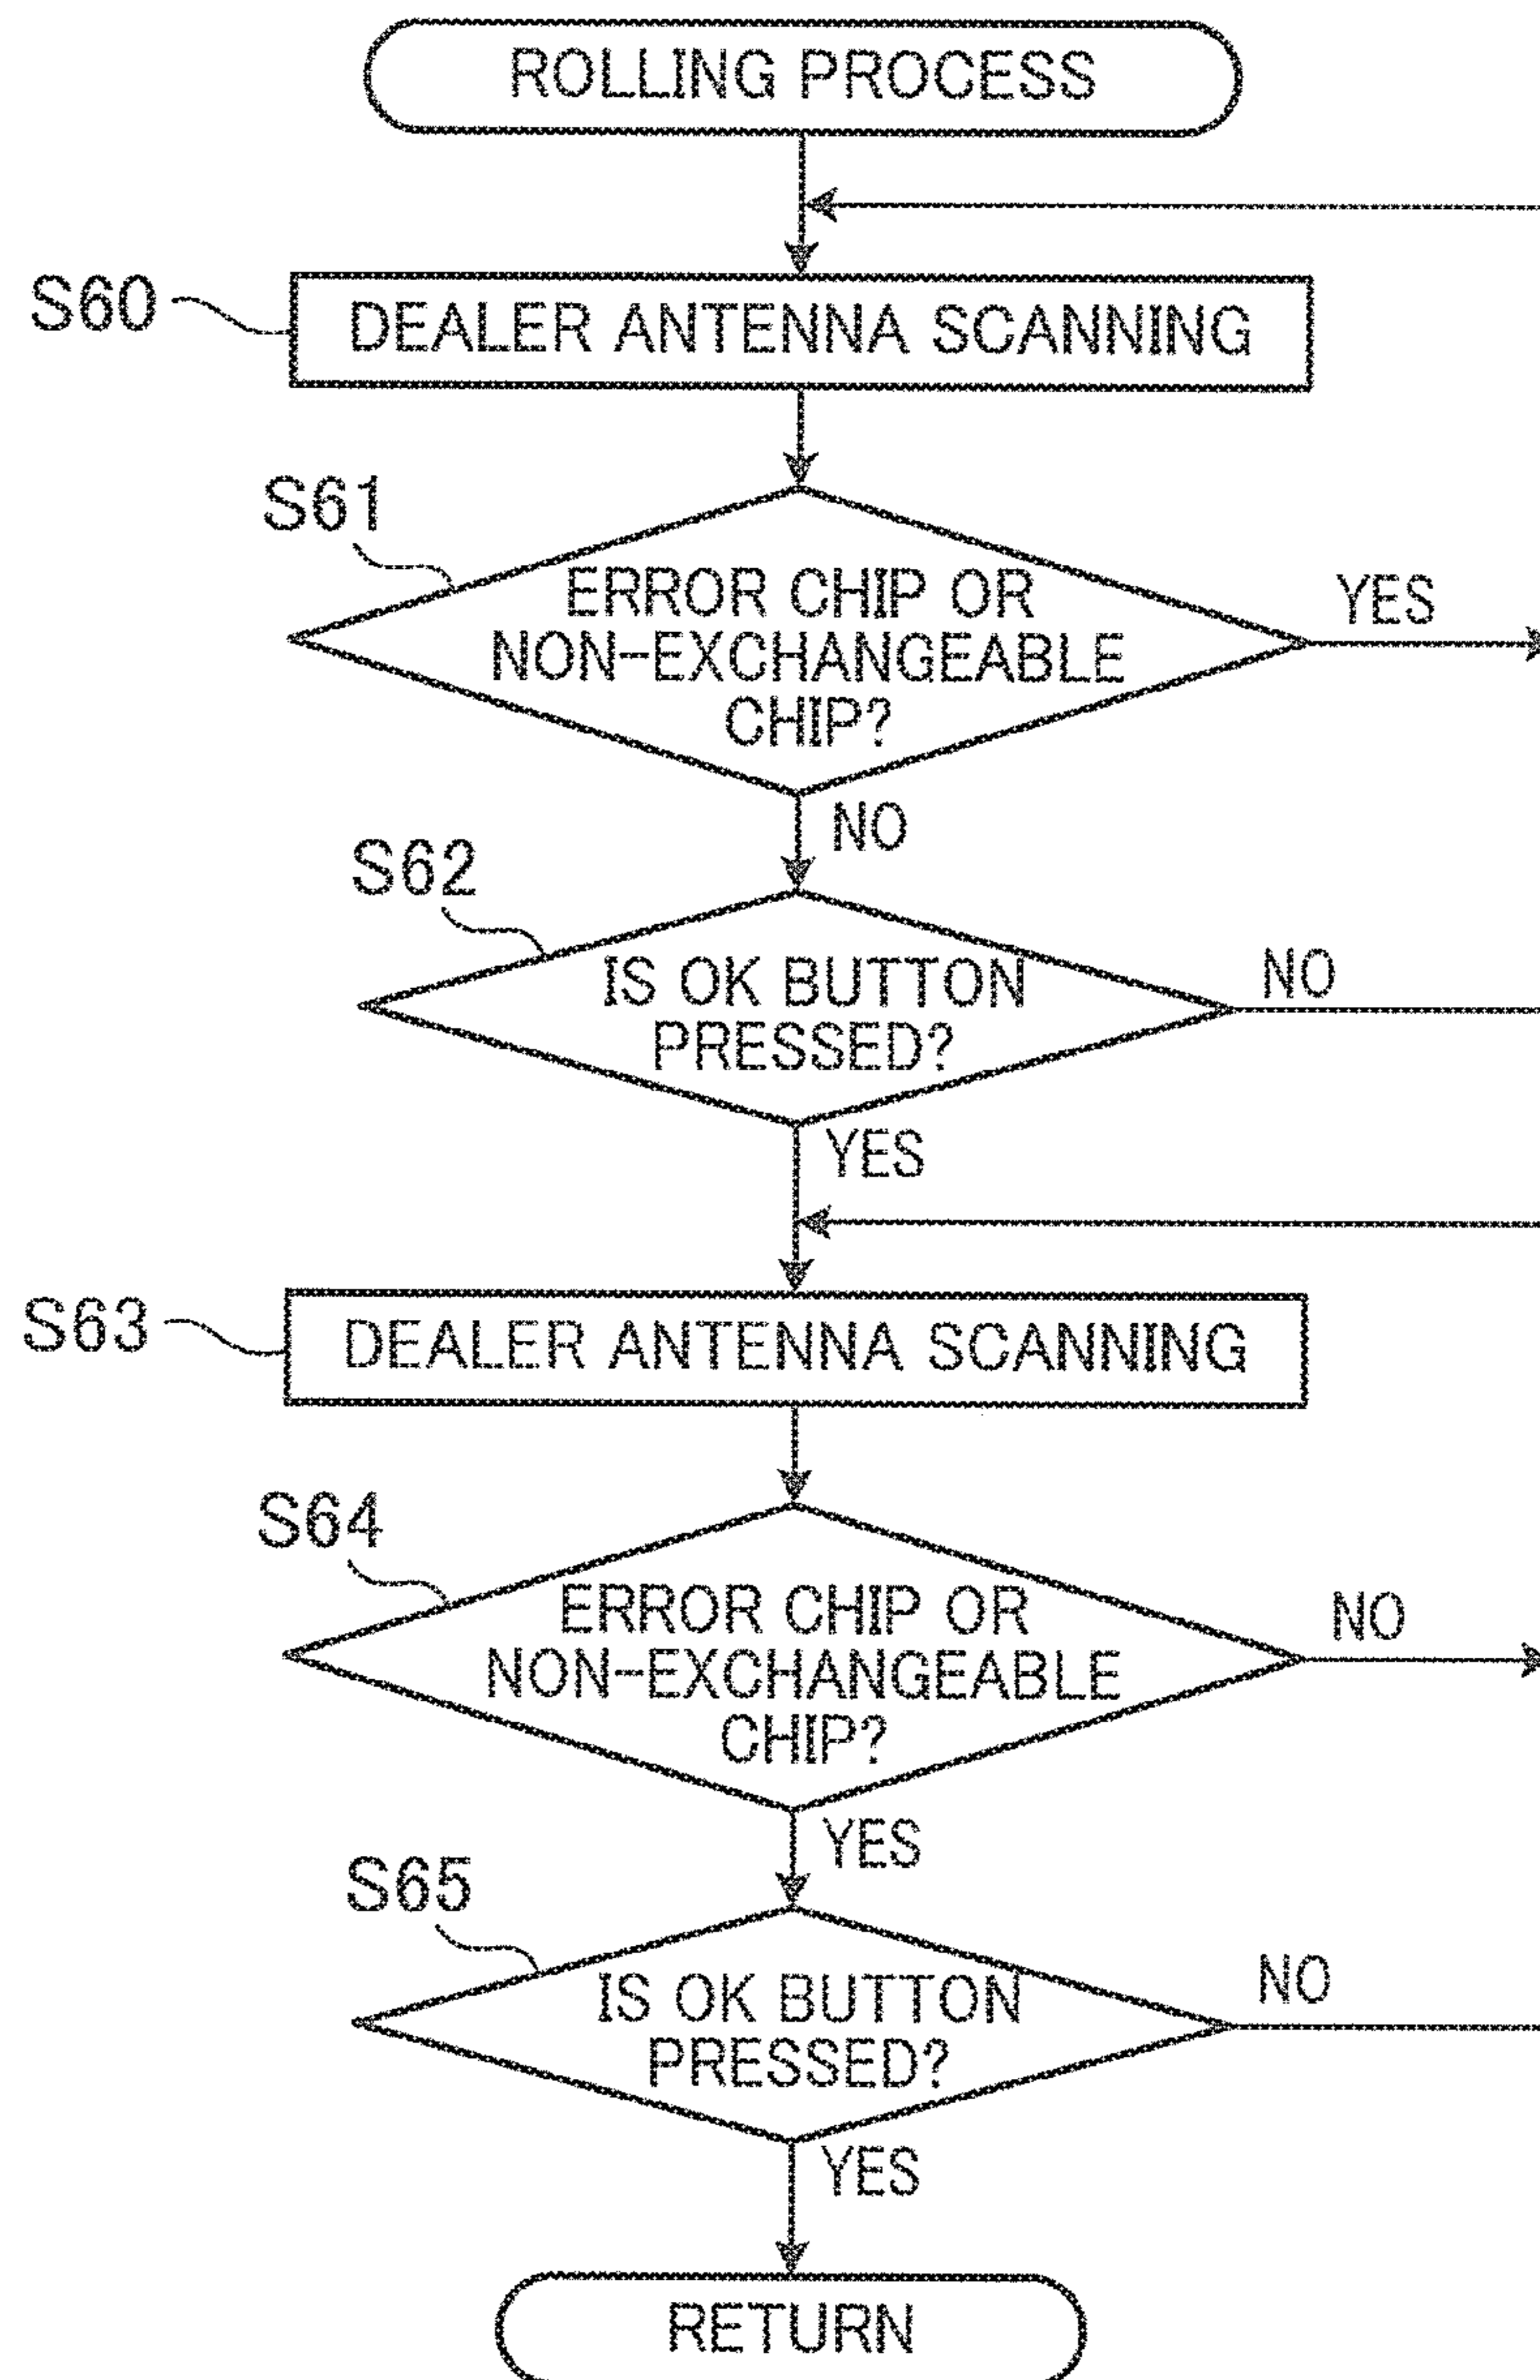 ROLLING PROCESS
S60
DEALER ANTENNA SCANNING
S61
ERROR CHIP OR
NON-EXCHANGEABLE
CHIP?
YES
NO
S62
IS OK BUTTON
PRESSED?
NO
YES
S63
DEALER ANTENNA SCANNING
S64
ERROR CHIP OR
NON-EXCHANGEABLE
CHIP?
NO
YES
S65
IS OK BUTTON
PRESSED?
NO
YES
RETURN